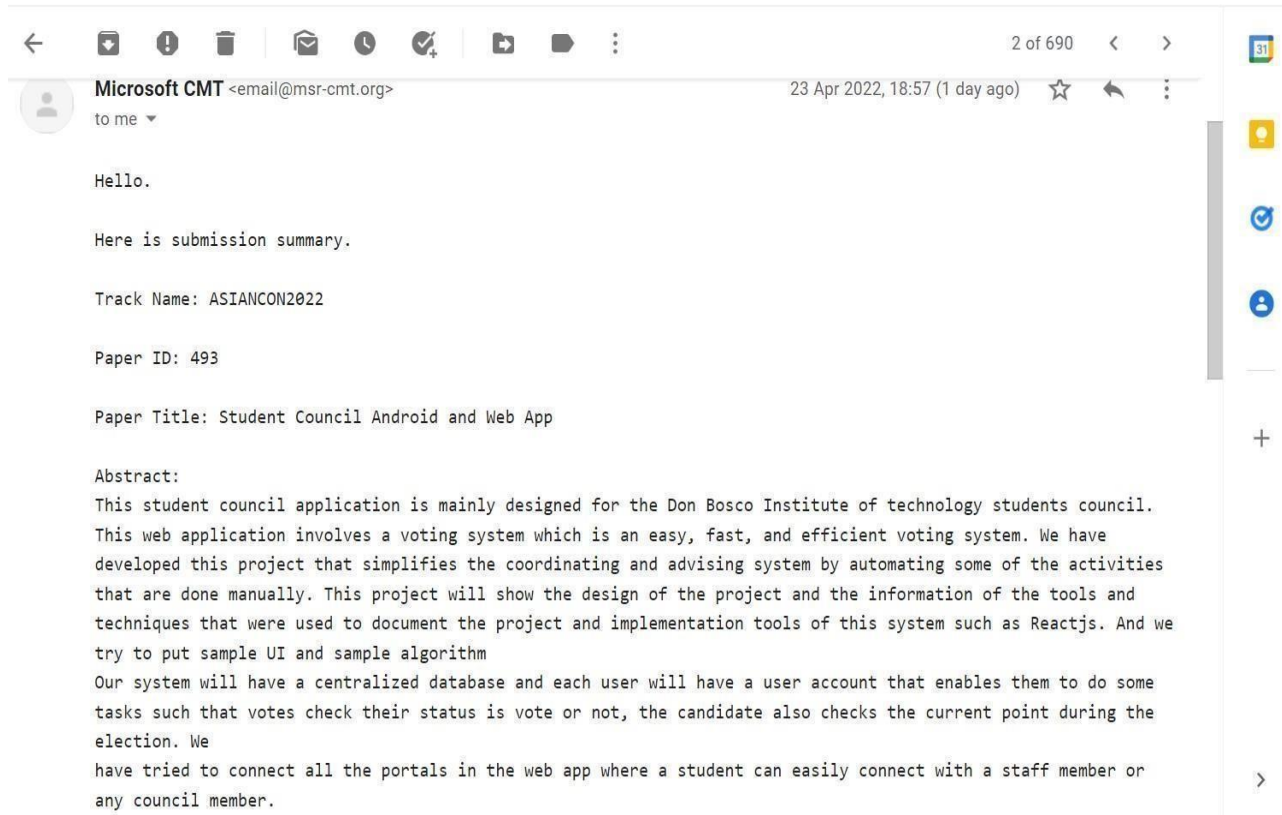 2 of 690
31
Microsoft CMT <email@msr-cmt.org>
23 Apr 2022, 18:57 (1 day ago)
to me
Hello.
Here is submission summary.
Track Name: ASIANCON2022
Paper ID: 493
Paper Title: Student Council Android and Web App
Abstract:
This student council application is mainly designed for the Don Bosco Institute of technology students council.
This web application involves a voting system which is an easy, fast, and efficient voting system. We have
developed this project that simplifies the coordinating and advising system by automating some of the activities
that are done manually. This project will show the design of the project and the information of the tools and
techniques that were used to document the project and implementation tools of this system such as Reactjs. And we
try to put sample UI and sample algorithm
Our system will have a centralized database and each user will have a user account that enables them to do some
tasks such that votes check their status is vote or not, the candidate also checks the current point during the
election. We
have tried to connect all the portals in the web app where a student can easily connect with a staff member or
any council member.